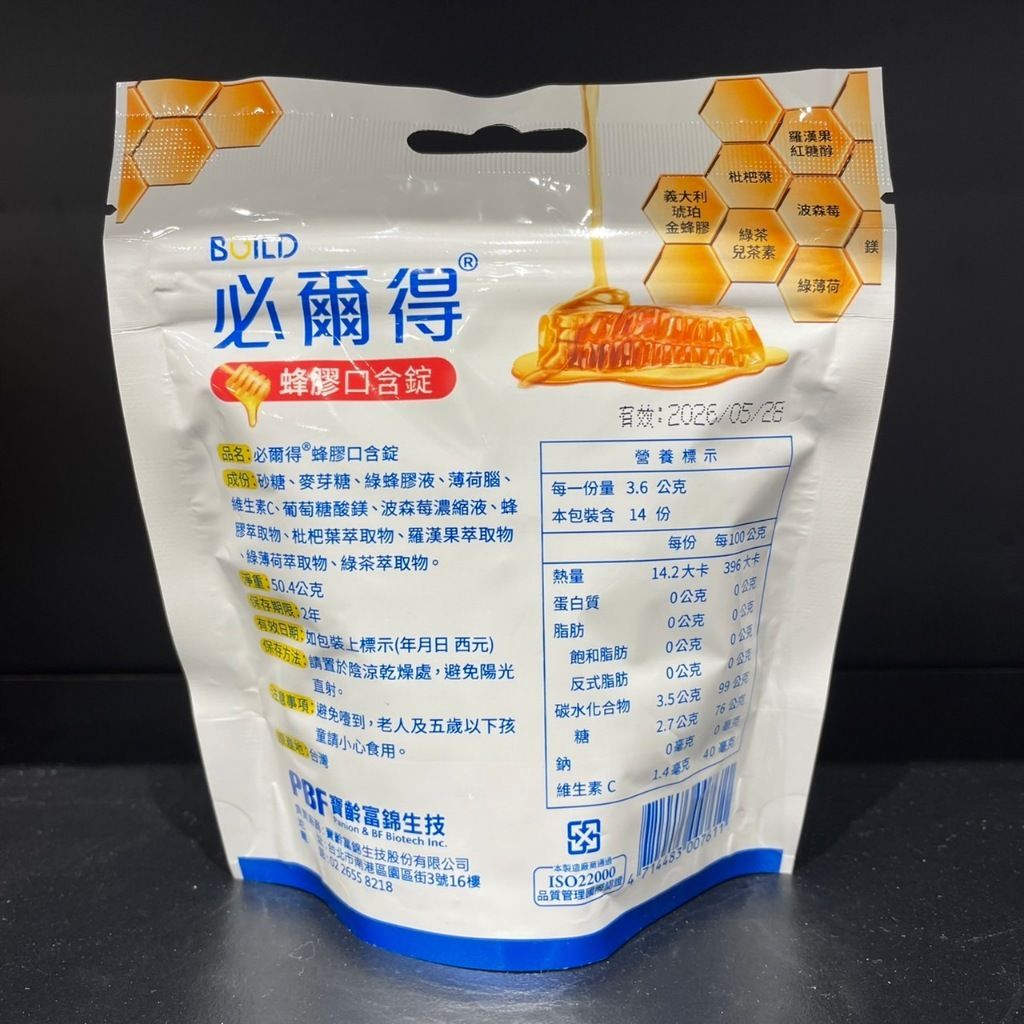 羅漢果
紅糖醇
枇杷葉
義大利
琥珀
金蜂膠
波森莓
綠茶
兒茶素
鎂
綠薄荷
BUILD
必爾得®
蜂膠口含錠
有效:2026/05/28
品名:必爾得®蜂膠口含錠
成份:砂糖、麥芽糖、綠蜂膠液、薄荷腦、
維生素C、葡萄糖酸鎂、波森莓濃縮液、蜂
膠萃取物、枇杷葉萃取物、羅漢果萃取物
、綠薄荷萃取物、綠茶萃取物。
淨重:50.4公克
保存期限:2年
有效日期:如包裝上標示(年月日 西元)
保存方法:請置於陰涼乾燥處,避免陽光
直射。
注意事項:避免噎到,老人及五歲以下孩
童請小心食用。
原產地:台灣
PBF 寶齡富錦生技
Panion & BF Biotech Inc.
寶齡富錦生技股份有限公司
台北市南港區園區街3號16樓
02 2655 8218
營養標示
每一份量 3.6 公克
本包裝含 14 份
每份 每100公克
熱量 14.2大卡 396大卡
蛋白質 0公克 0公克
脂肪 0公克 0公克
飽和脂肪 0公克 0公克
反式脂肪 0公克 0公克
碳水化合物 3.5公克 99公克
糖 2.7公克 76公克
鈉 0毫克 0毫克
維生素 C 1.4毫克 40毫克
本製造廠商通過
ISO22000
品質管理國際認證
4 714483 007611